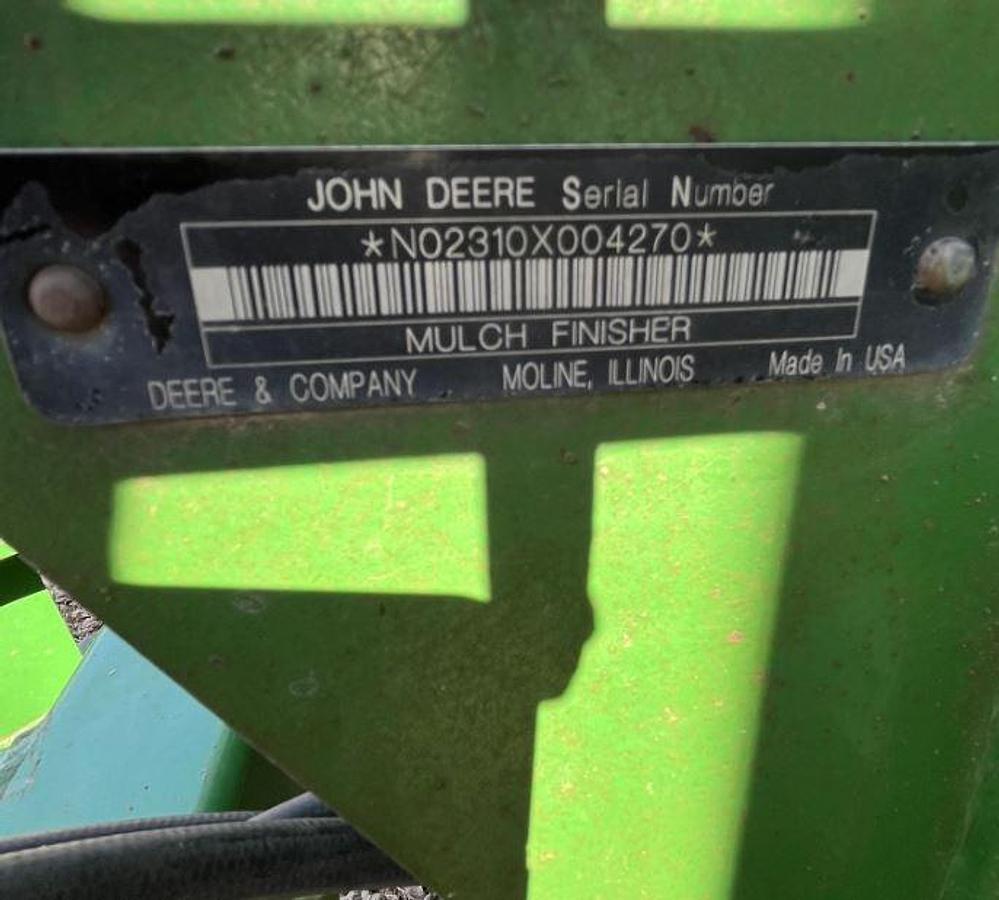 JOHN DEERE Serial Number
*N02310X004270*
MULCH FINISHER
DEERE & COMPANY MOLINE, ILLINOIS Made In USA